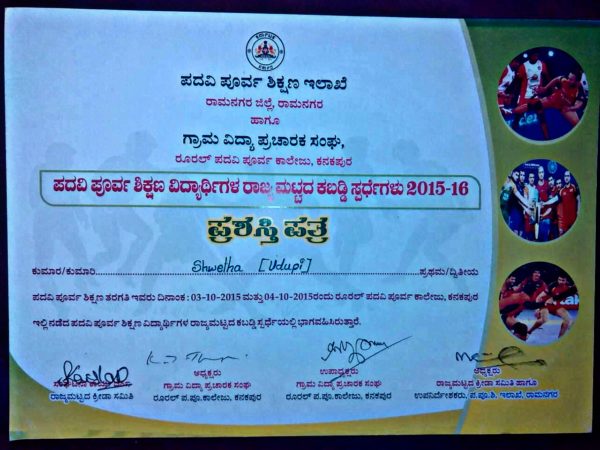 ಪದವಿ ಪೂರ್ವ ಶಿಕ್ಷಣ ಇಲಾಖೆ
ರಾಮನಗರ ಜಿಲ್ಲೆ, ರಾಮನಗರ
ಹಾಗೂ
ಗ್ರಾಮ ವಿದ್ಯಾ ಪ್ರಚಾರಕ ಸಂಘ,
ರೂರಲ್ ಪದವಿ ಪೂರ್ವ ಕಾಲೇಜು, ಕನಕಪುರ
ಪದವಿ ಪೂರ್ವ ಶಿಕ್ಷಣ ವಿದ್ಯಾರ್ಥಿಗಳ ರಾಜ್ಯ ಮಟ್ಟದ ಕಬಡ್ಡಿ ಸ್ಪರ್ಧೆಗಳು 2015-16
ಪ್ರಶಸ್ತಿ ಪತ್ರ
ಕುಮಾರ/ಕುಮಾರಿ Shwetha [Udupi] ಪ್ರಥಮ/ದ್ವಿತೀಯ
ಪದವಿ ಪೂರ್ವ ಶಿಕ್ಷಣ ತರಗತಿ ಇವರು ದಿನಾಂಕ : 03-10-2015 ಮತ್ತು 04-10-2015ರಂದು ರೂರಲ್ ಪದವಿ ಪೂರ್ವ ಕಾಲೇಜು, ಕನಕಪುರ
ಇಲ್ಲಿ ನಡೆದ ಪದವಿ ಪೂರ್ವ ಶಿಕ್ಷಣ ವಿದ್ಯಾರ್ಥಿಗಳ ರಾಜ್ಯಮಟ್ಟದ ಕಬಡ್ಡಿ ಸ್ಪರ್ಧೆಯಲ್ಲಿ ಭಾಗವಹಿಸಿರುತ್ತಾರೆ.
ರಾಜ್ಯಮಟ್ಟದ ಕ್ರೀಡಾ ಸಮಿತಿ
ಅಧ್ಯಕ್ಷರು
ಗ್ರಾಮ ವಿದ್ಯಾ ಪ್ರಚಾರಕ ಸಂಘ
ರೂರಲ್ ಪ.ಪೂ.ಕಾಲೇಜು, ಕನಕಪುರ
ಉಪಾಧ್ಯಕ್ಷರು
ಗ್ರಾಮ ವಿದ್ಯಾ ಪ್ರಚಾರಕ ಸಂಘ
ರೂರಲ್ ಪ.ಪೂ.ಕಾಲೇಜು, ಕನಕಪುರ
ಅಧ್ಯಕ್ಷರು
ರಾಜ್ಯಮಟ್ಟದ ಕ್ರೀಡಾ ಸಮಿತಿ ಹಾಗೂ
ಉಪನಿರ್ದೇಶಕರು, ಪ.ಪೂ.ಶಿ. ಇಲಾಖೆ, ರಾಮನಗರ